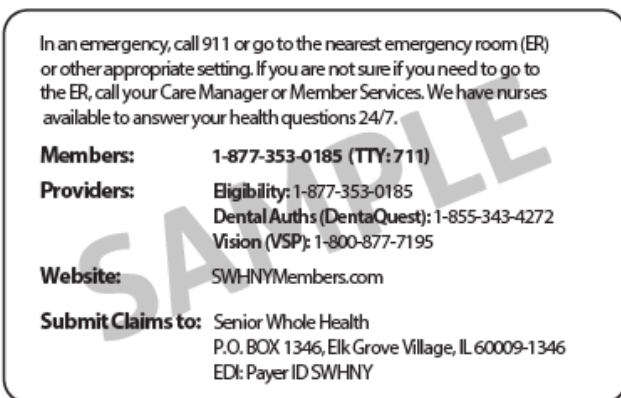 In an emergency, call 911 or go to the nearest emergency room (ER)
or other appropriate setting. If you are not sure if you need to go to
the ER, call your Care Manager or Member Services. We have nurses
available to answer your health questions 24/7.
Members: 1-877-353-0185 (TTY: 711)
Providers: Eligibility: 1-877-353-0185
Dental Auths (DentaQuest): 1-855-343-4272
Vision (VSP): 1-800-877-7195
Website: SWHNYMembers.com
Submit Claims to: Senior Whole Health
P.O. BOX 1346, Elk Grove Village, IL 60009-1346
EDI: Payer ID SWHNY
SAMPLE